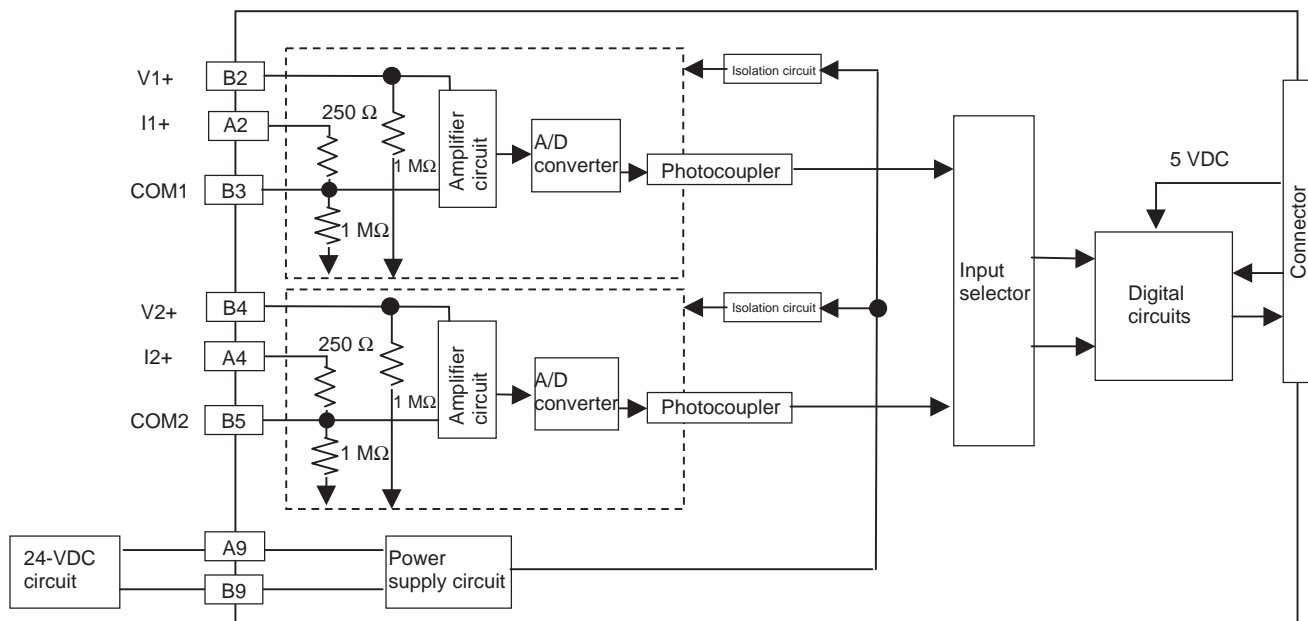 V1+
B2
Isolation circuit
I1+
A2
250 Ω
1 MΩ
Amplifier
circuit
A/D
converter
Photocoupler
COM1
B3
1 MΩ
5 VDC
Connector
Input
selector
Digital
circuits
V2+
B4
Isolation circuit
I2+
A4
250 Ω
1 MΩ
Amplifier
circuit
A/D
converter
Photocoupler
COM2
B5
1 MΩ
24-VDC
circuit
A9
B9
Power
supply circuit